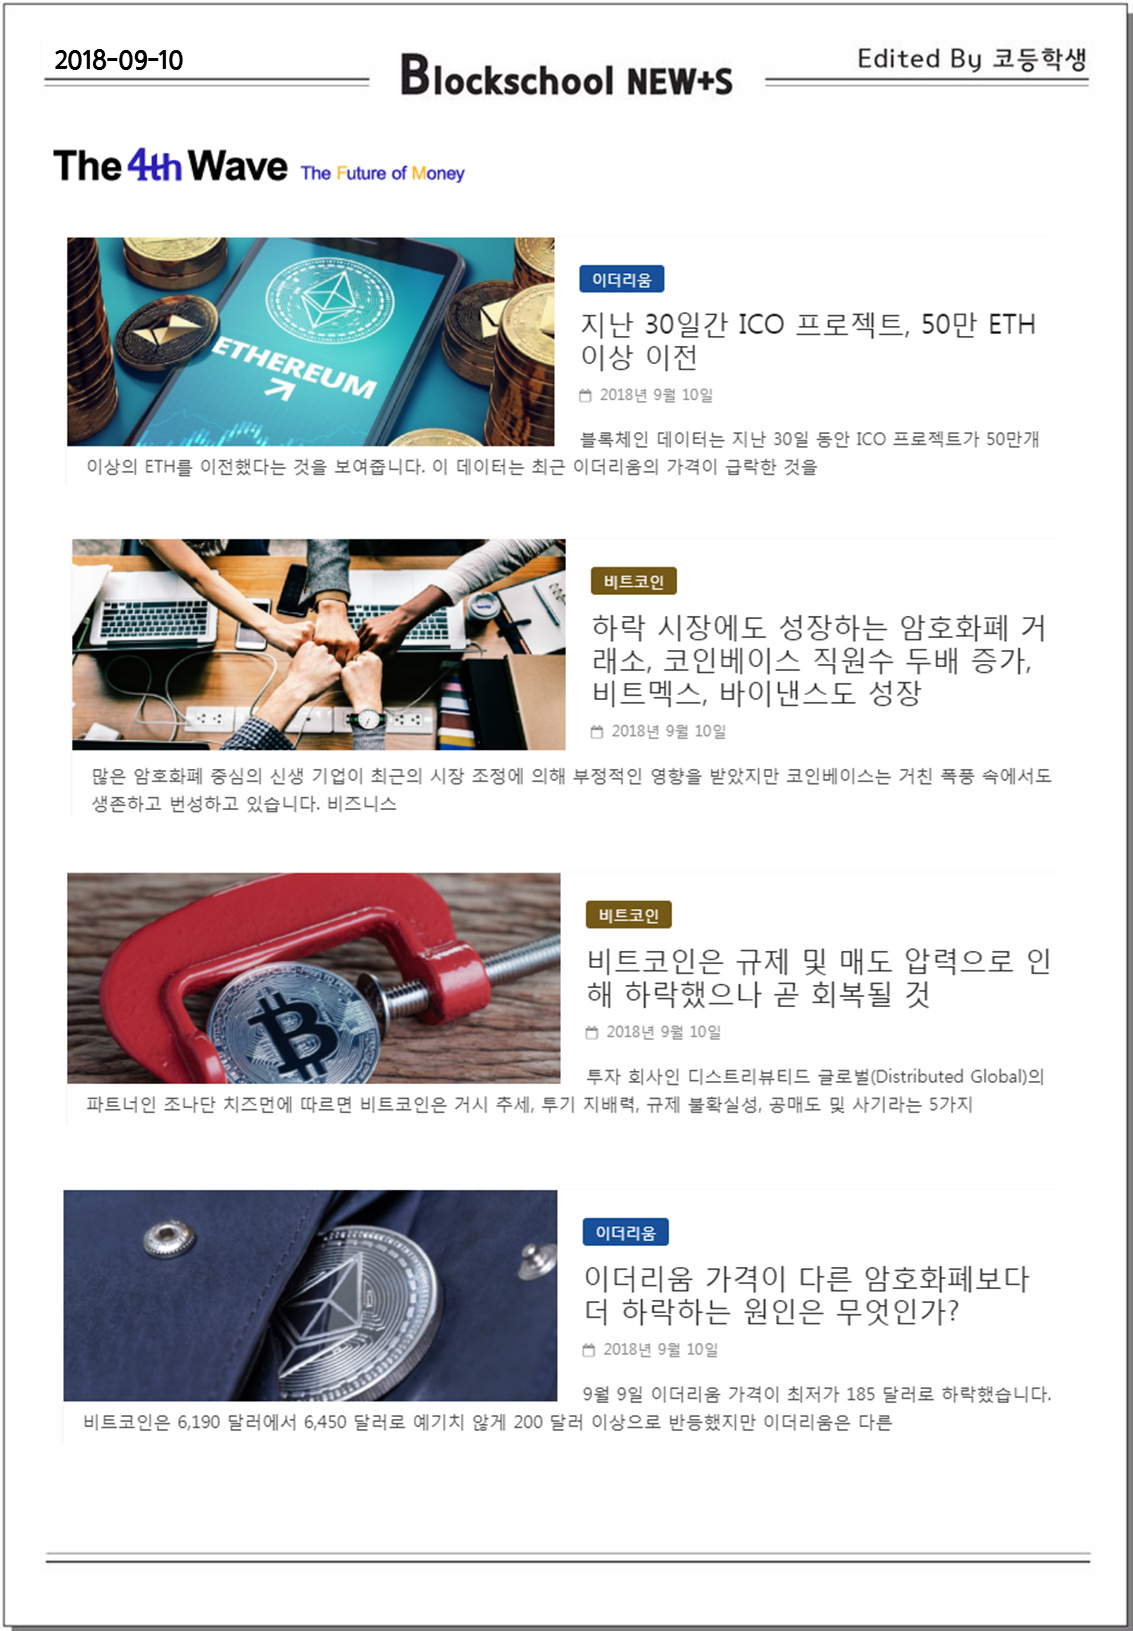 2018-09-10
Blockschool NEW+S
Edited By 코등학생
The 4th Wave The Future of Money
ETHEREUM
이더리움
지난 30일간 ICO 프로젝트, 50만 ETH
이상 이전
2018년 9월 10일
블록체인 데이터는 지난 30일 동안 ICO 프로젝트가 50만개
이상의 ETH를 이전했다는 것을 보여줍니다. 이 데이터는 최근 이더리움의 가격이 급락한 것을
비트코인
하락 시장에도 성장하는 암호화폐 거
래소, 코인베이스 직원수 두배 증가,
비트멕스, 바이낸스도 성장
2018년 9월 10일
많은 암호화폐 중심의 신생 기업이 최근의 시장 조정에 의해 부정적인 영향을 받았지만 코인베이스는 거친 폭풍 속에서도
생존하고 번성하고 있습니다. 비즈니스
비트코인
비트코인은 규제 및 매도 압력으로 인
해 하락했으나 곧 회복될 것
2018년 9월 10일
투자 회사인 디스트리뷰티드 글로벌(Distributed Global)의
파트너인 조나단 치즈먼에 따르면 비트코인은 거시 추세, 투기 지배력, 규제 불확실성, 공매도 및 사기라는 5가지
이더리움
이더리움 가격이 다른 암호화폐보다
더 하락하는 원인은 무엇인가?
2018년 9월 10일
9월 9일 이더리움 가격이 최저가 185 달러로 하락했습니다.
비트코인은 6,190 달러에서 6,450 달러로 예기치 않게 200 달러 이상으로 반등했지만 이더리움은 다른